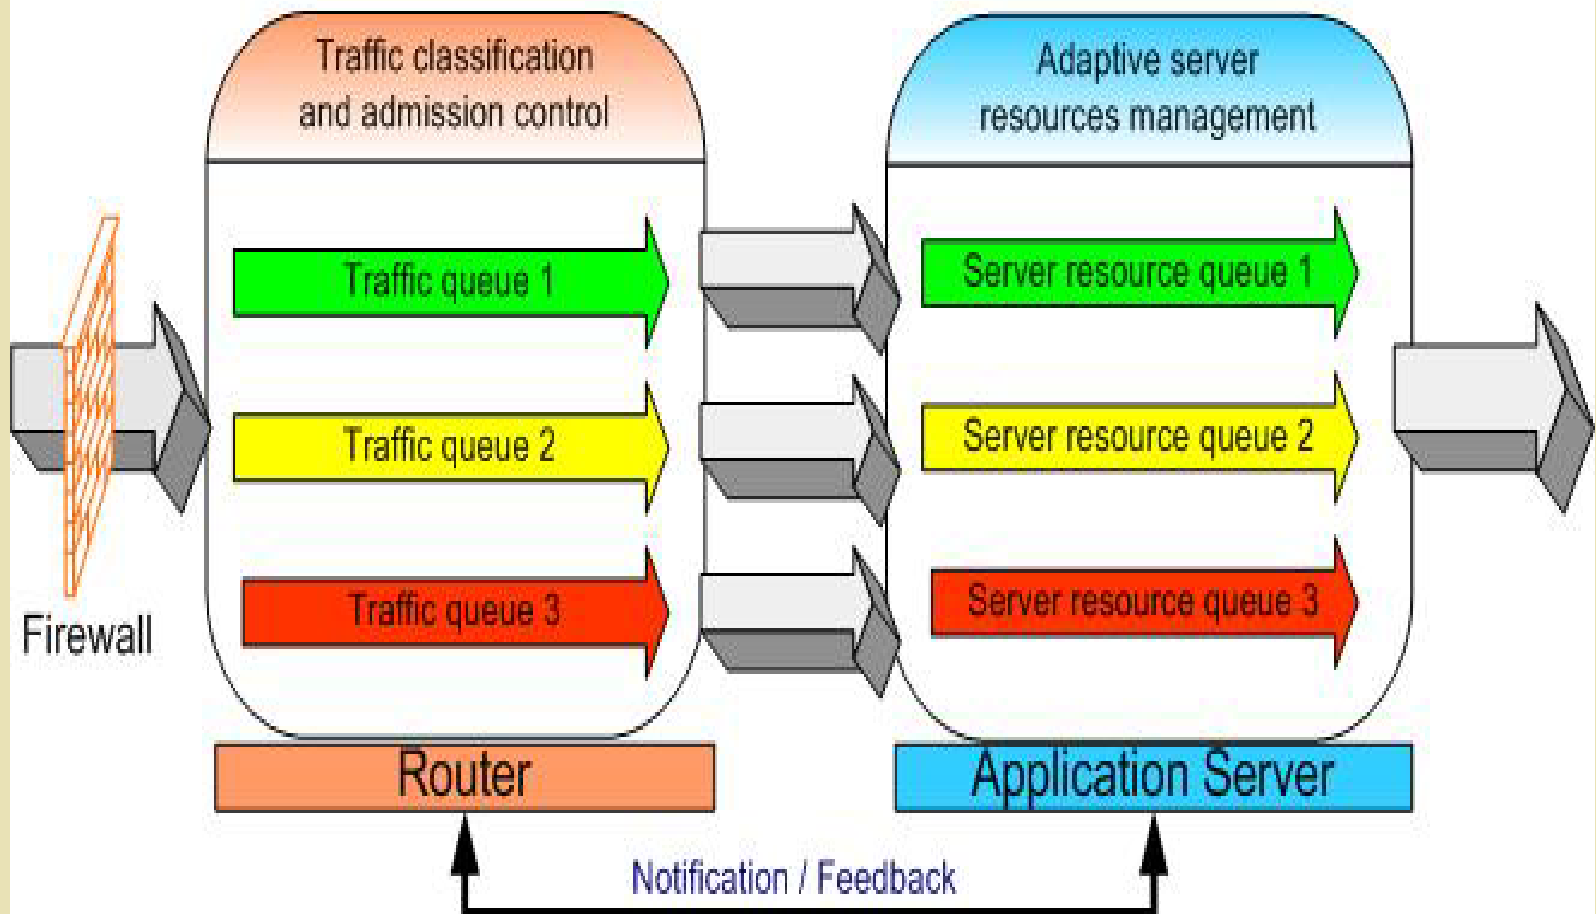 Traffic classification
and admission control
Adaptive server
resources management
Traffic queue 1
Server resource queue 1
Traffic queue 2
Server resource queue 2
Traffic queue 3
Server resource queue 3
Firewall
Router
Application Server
Notification / Feedback